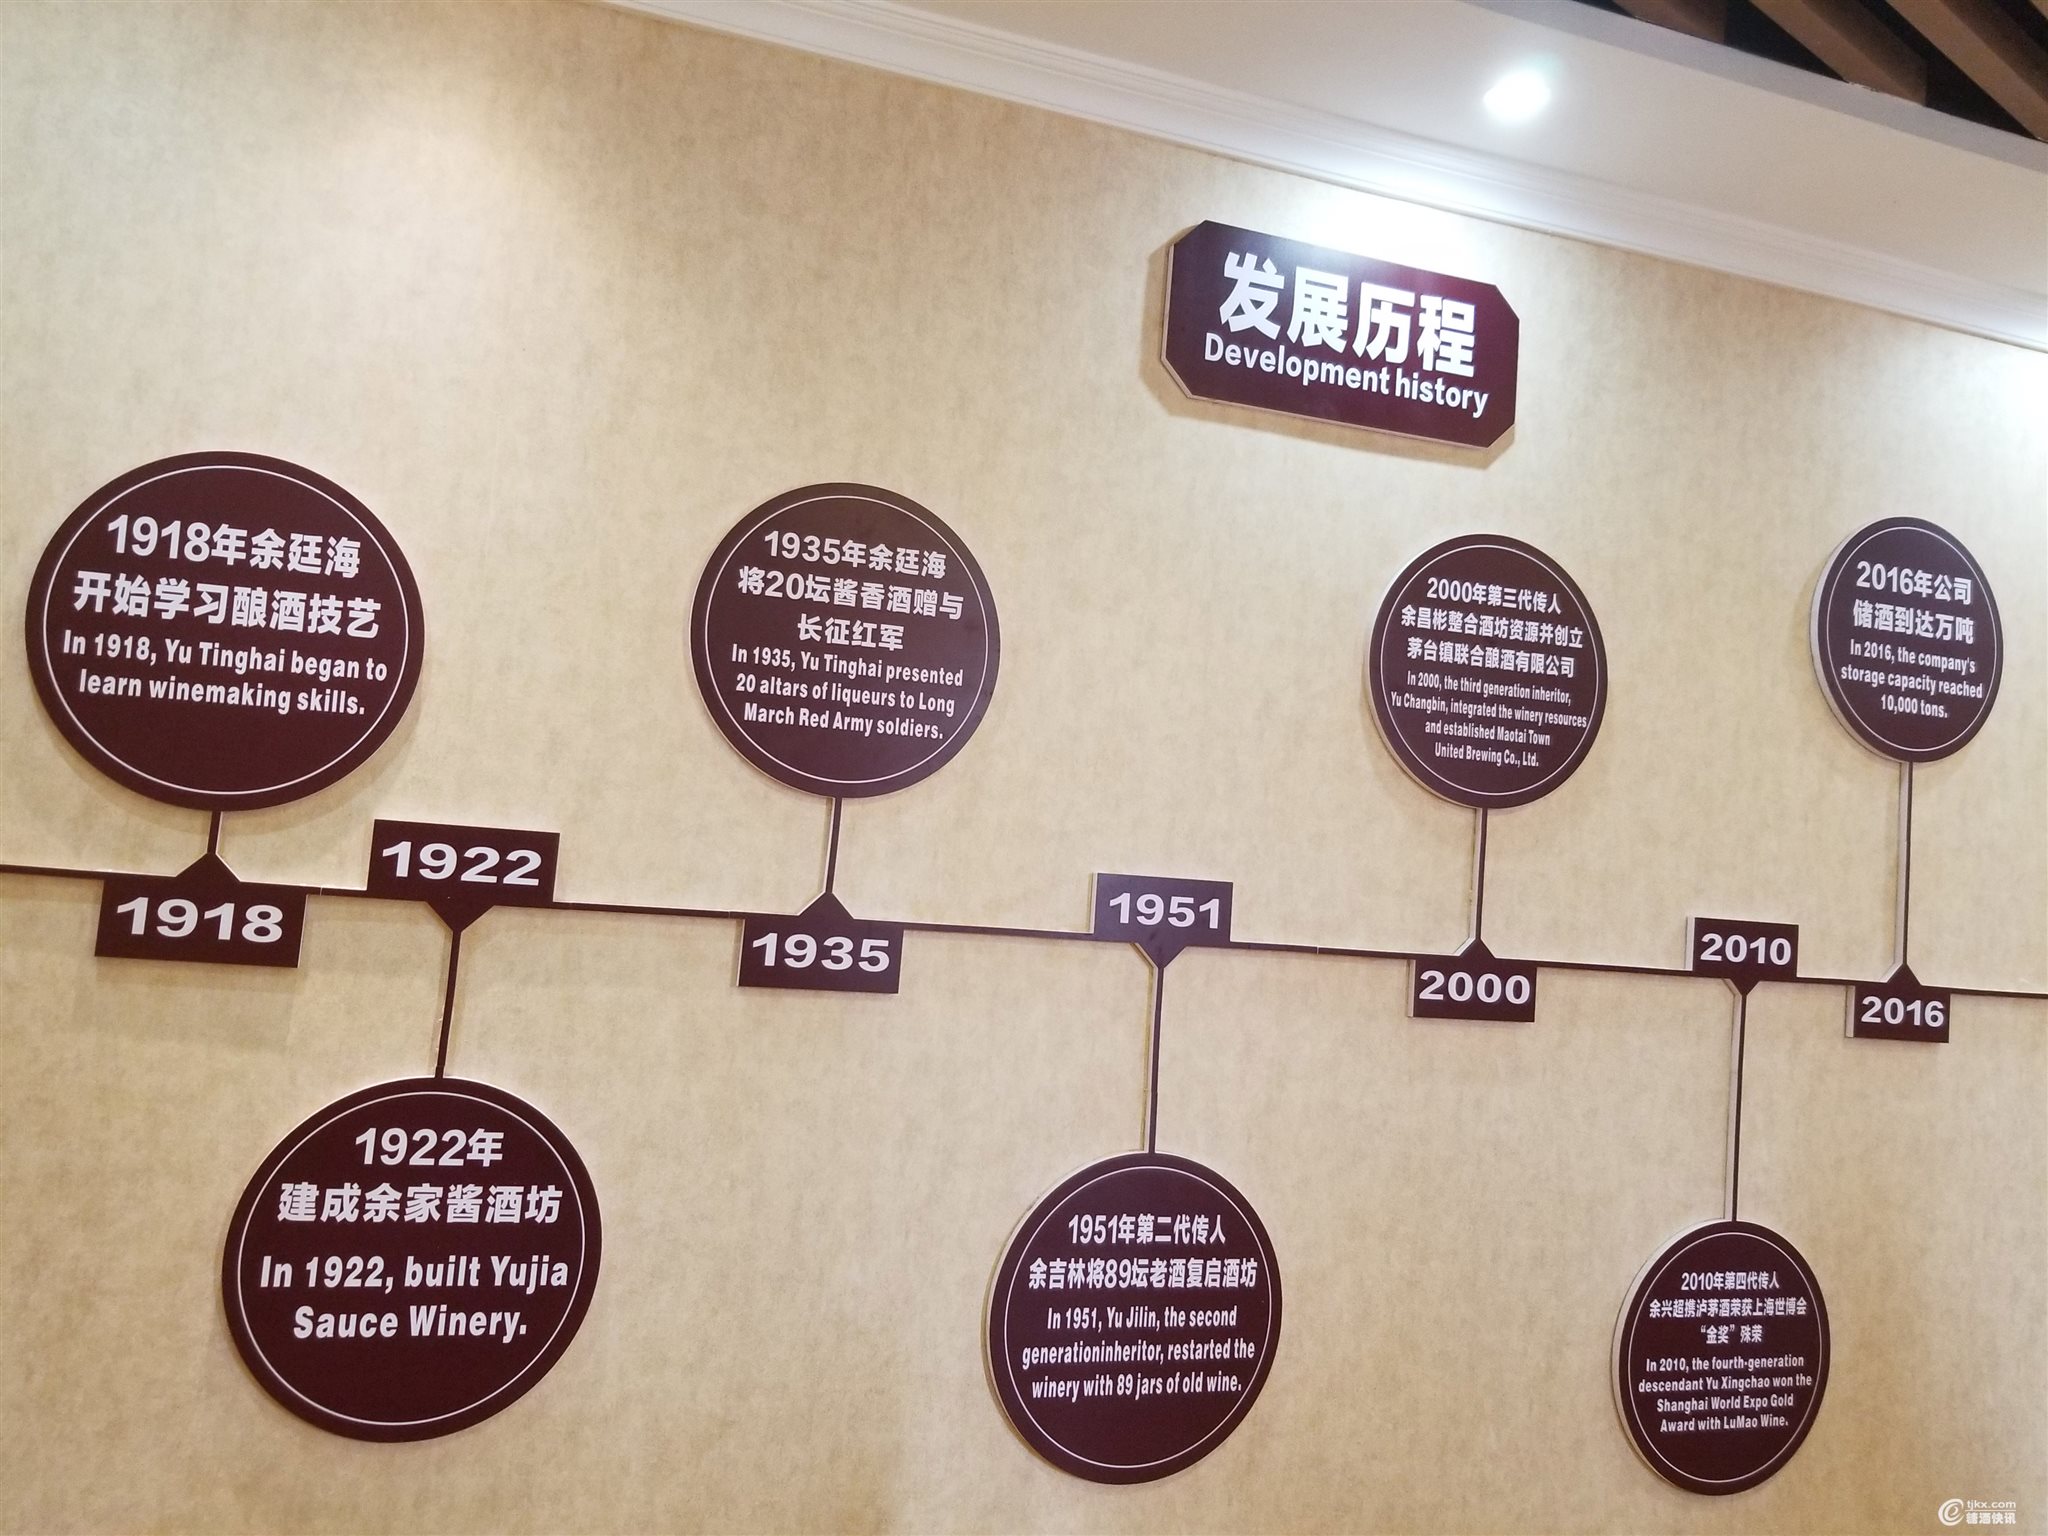 发展历程
Development history
1918年余廷海
开始学习酿酒技艺
In 1918, Yu Tinghai began to
learn winemaking skills.
1918
1922
1922年
建成余家酱酒坊
In 1922, built Yujia
Sauce Winery.
1935年余廷海
将20坛酱香酒赠与
长征红军
In 1935, Yu Tinghai presented
20 altars of liqueurs to Long
March Red Army soldiers.
1935
1951
1951年第二代传人
余吉林将89坛老酒复启酒坊
In 1951, Yu Jilin, the second
generationinheritor, restarted the
winery with 89 jars of old wine.
2000年第三代传人
余昌彬整合酒坊资源并创立
茅台镇联合酿酒有限公司
In 2000, the third generation inheritor,
Yu Changbin, integrated the winery resources
and established Maotai Town
United Brewing Co., Ltd.
2000
2010
2010年第四代传人
余兴超携泸茅酒荣获上海世博会
“金奖”殊荣
In 2010, the fourth-generation
descendant Yu Xingchao won the
Shanghai World Expo Gold
Award with LuMao Wine.
2016年公司
储酒到达万吨
In 2016, the company's
storage capacity reached
10,000 tons.
2016
tjkx.com
糖酒快讯